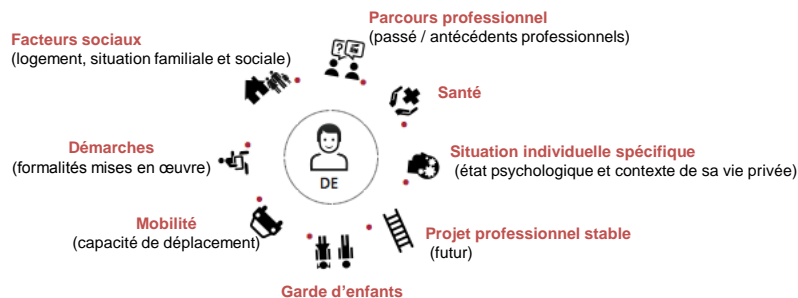 Parcours professionnel
(passé / antécédents professionnels)
Facteurs sociaux
(logement, situation familiale et sociale)
Santé
Démarches
(formalités mises en œuvre)
Situation individuelle spécifique
(état psychologique et contexte de sa vie privée)
DE
Mobilité
(capacité de déplacement)
Projet professionnel stable
(futur)
Garde d’enfants